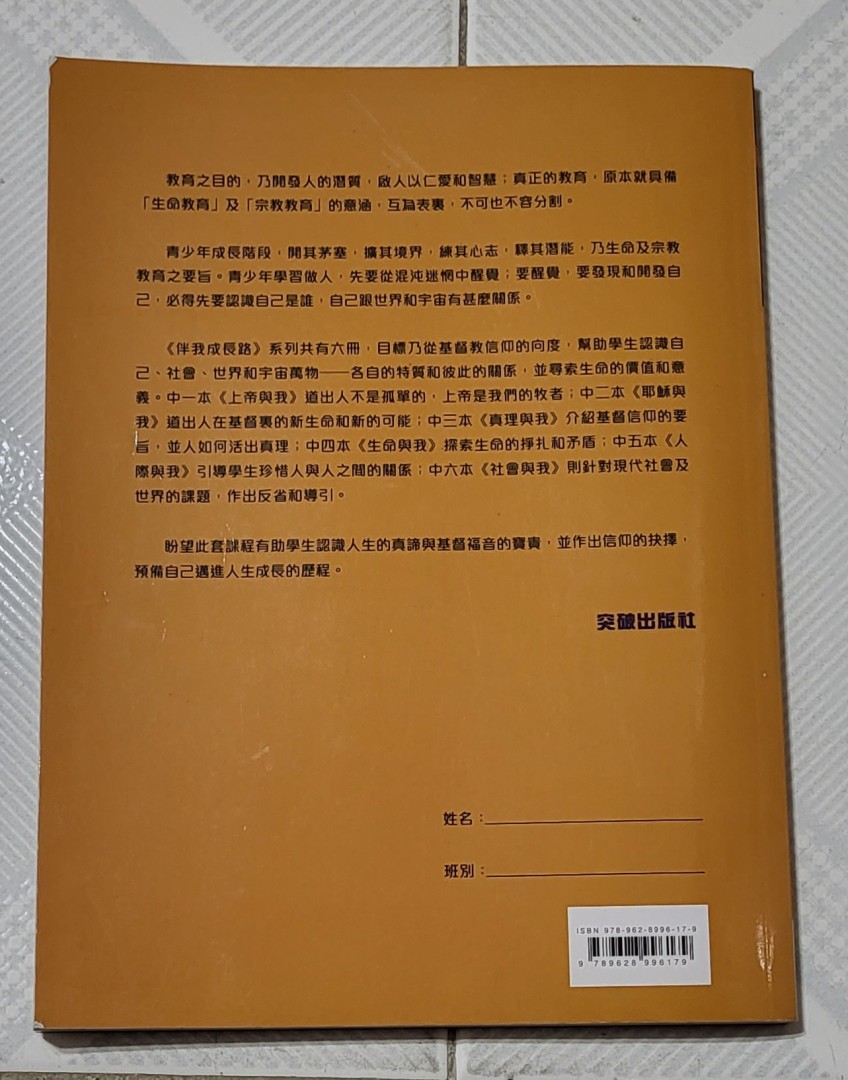 教育之目的，乃開發人的潛質，啟人以仁愛和智慧；真正的教育，原本就具備
「生命教育」及「宗教教育」的意涵，互為表裏，不可也不容分割。
青少年成長階段，開其茅塞，擴其境界，練其心志，釋其潛能，乃生命及宗教
教育之要旨。青少年學習做人，先要從混沌迷惘中醒覺；要醒覺，要發現和開發自
己，必得先要認識自己是誰，自己跟世界和宇宙有甚麼關係。
《伴我成長路》系列共有六冊，目標乃從基督教信仰的向度，幫助學生認識自
己、社會、世界和宇宙萬物──各自的特質和彼此的關係，並尋索生命的價值和意
義。中一本《上帝與我》道出人不是孤單的，上帝是我們的牧者；中二本《耶穌與
我》道出人在基督裏的新生命和新的可能；中三本《真理與我》介紹基督信仰的要
旨，並人如何活出真理；中四本《生命與我》探索生命的掙扎和矛盾；中五本《人
際與我》引導學生珍惜人與人之間的關係；中六本《社會與我》則針對現代社會及
世界的課題，作出反省和導引。
盼望此套課程有助學生認識人生的真諦與基督福音的寶貴，並作出信仰的抉擇，
預備自己邁進人生成長的歷程。
突破出版社
姓名：
班別：
ISBN 978-962-8996-17-9
9 789628 996179